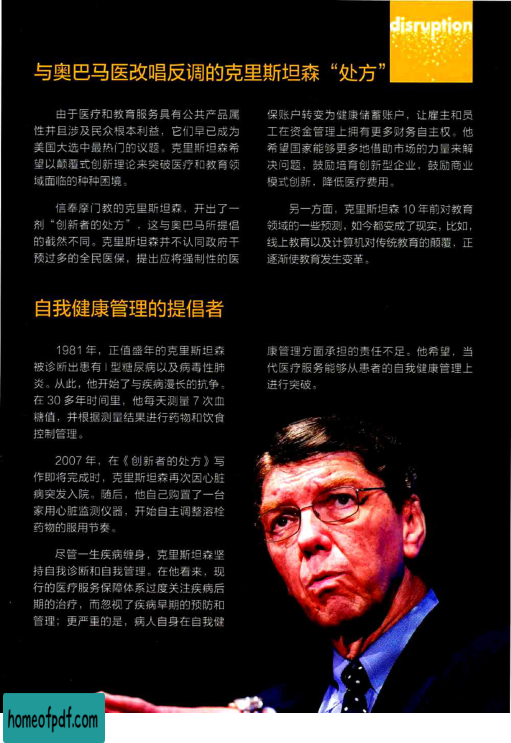 disruption
与奥巴马医改唱反调的克里斯坦森“处方”
由于医疗和教育服务具有公共产品属
性并且涉及民众根本利益，它们早已成为
美国大选中最热门的议题。克里斯坦森希
望以颠覆式创新理论来突破医疗和教育领
域面临的种种困境。
信奉摩门教的克里斯坦森，开出了一
剂“创新者的处方”，这与奥巴马所提倡
的截然不同。克里斯坦森并不认同政府干
预过多的全民医保，提出应将强制性的医
保账户转变为健康储蓄账户，让雇主和员
工在资金管理上拥有更多财务自主权。他
希望国家能够更多地借助市场的力量来解
决问题，鼓励培育创新型企业，鼓励商业
模式创新，降低医疗费用。
另一方面，克里斯坦森 10 年前对教育
领域的一些预测，如今都变成了现实，比如，
线上教育以及计算机对传统教育的颠覆，正
逐渐使教育发生变革。
自我健康管理的提倡者
1981 年，正值盛年的克里斯坦森
被诊断出患有 I 型糖尿病以及病毒性肺
炎。从此，他开始了与疾病漫长的抗争。
在 30 多年时间里，他每天测量 7 次血
糖值，并根据测量结果进行药物和饮食
控制管理。
2007 年，在《创新者的处方》写
作即将完成时，克里斯坦森再次因心脏
病突发入院。随后，他自己购置了一台
家用心脏监测仪器，开始自主调整溶栓
药物的服用节奏。
尽管一生疾病缠身，克里斯坦森坚
持自我诊断和自我管理。在他看来，现
行的医疗服务保障体系过度关注疾病后
期的治疗，而忽视了疾病早期的预防和
管理；更严重的是，病人自身在自我健
康管理方面承担的责任不足。他希望，当
代医疗服务能够从患者的自我健康管理上
进行突破。
homeofpdf.com